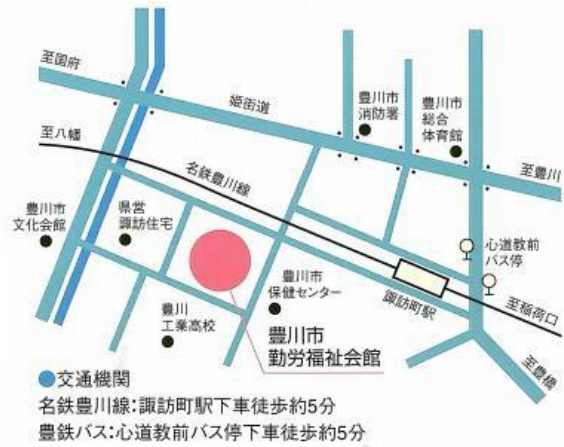 至国府
姫街道
豊川市
消防署
豊川市
総合
体育館
至八幡
名鉄豊川線
至豊川
豊川市
文化会館
県営
諏訪住宅
心道教前
バス停
豊川市
保健センター
諏訪町駅
至稲荷口
豊川
工業高校
豊川市
勤労福祉会館
至豊橋
●交通機関
名鉄豊川線:諏訪町駅下車徒歩約5分
豊鉄バス:心道教前バス停下車徒歩約5分